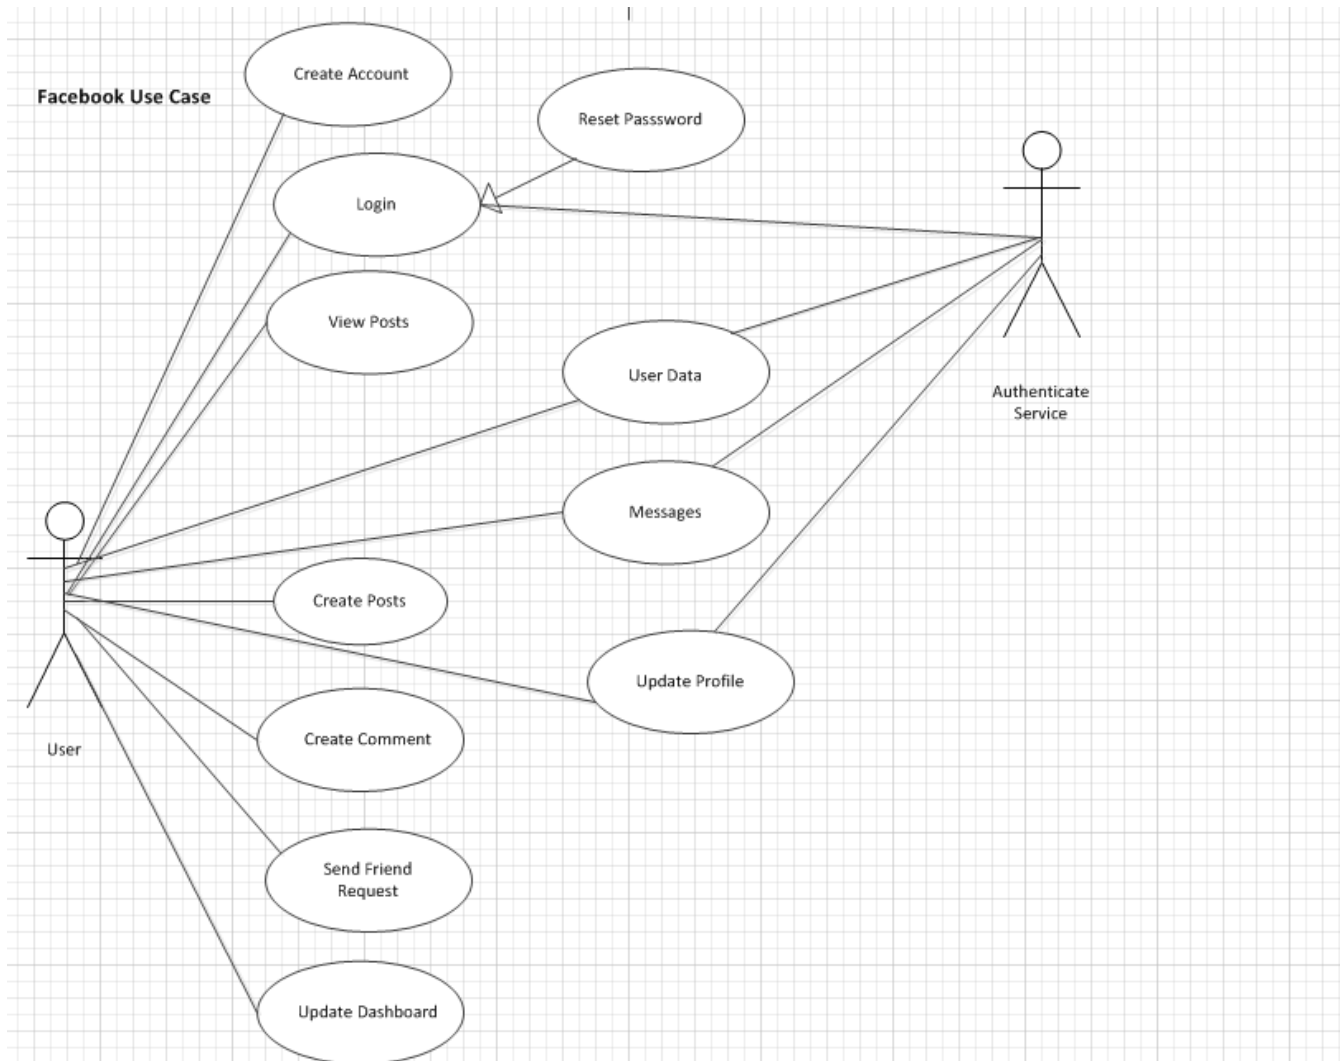 Create Account
Facebook Use Case
Reset Passsword
Login
View Posts
User Data
Authenticate
Service
Messages
Create Posts
Update Profile
Create Comment
User
Send Friend
Request
Update Dashboard